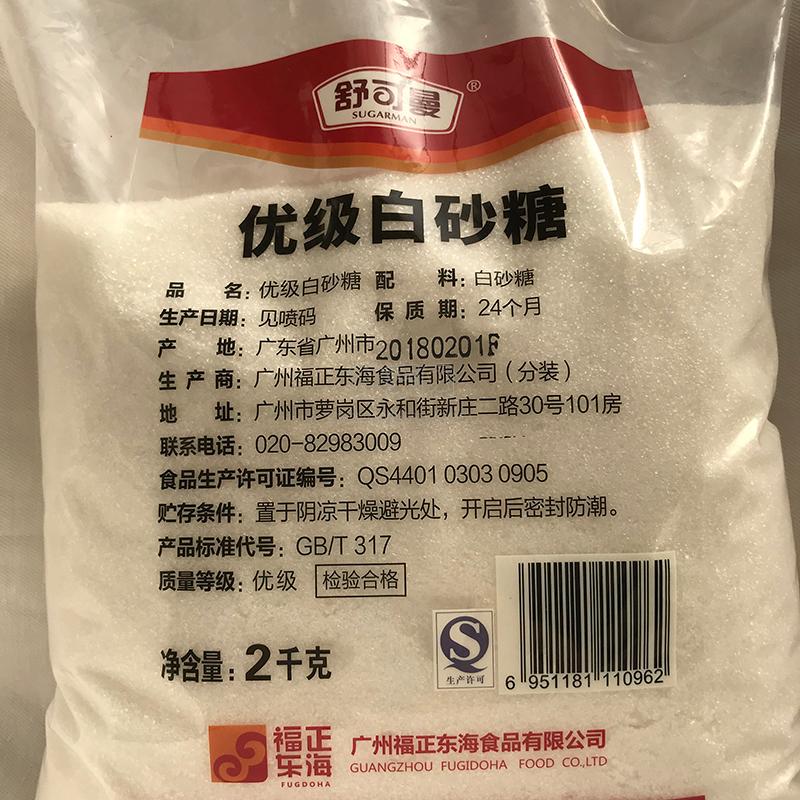 舒可曼®
SUGARMAN
优级白砂糖
品 名：优级白砂糖 配 料：白砂糖
生产日期：见喷码 保 质 期：24个月
产 地：广东省广州市20180201F
生 产 商：广州福正东海食品有限公司（分装）
地 址：广州市萝岗区永和街新庄二路30号101房
联系电话：020-82983009
食品生产许可证编号：QS4401 0303 0905
贮存条件：置于阴凉干燥避光处，开启后密封防潮。
产品标准代号：GB/T 317
质量等级：优级 检验合格
净含量：2千克
QS
生产许可
6 951181 110962
福正东海
FUGDOHA
广州福正东海食品有限公司
GUANGZHOU FUGIDOHA FOOD CO.,LTD